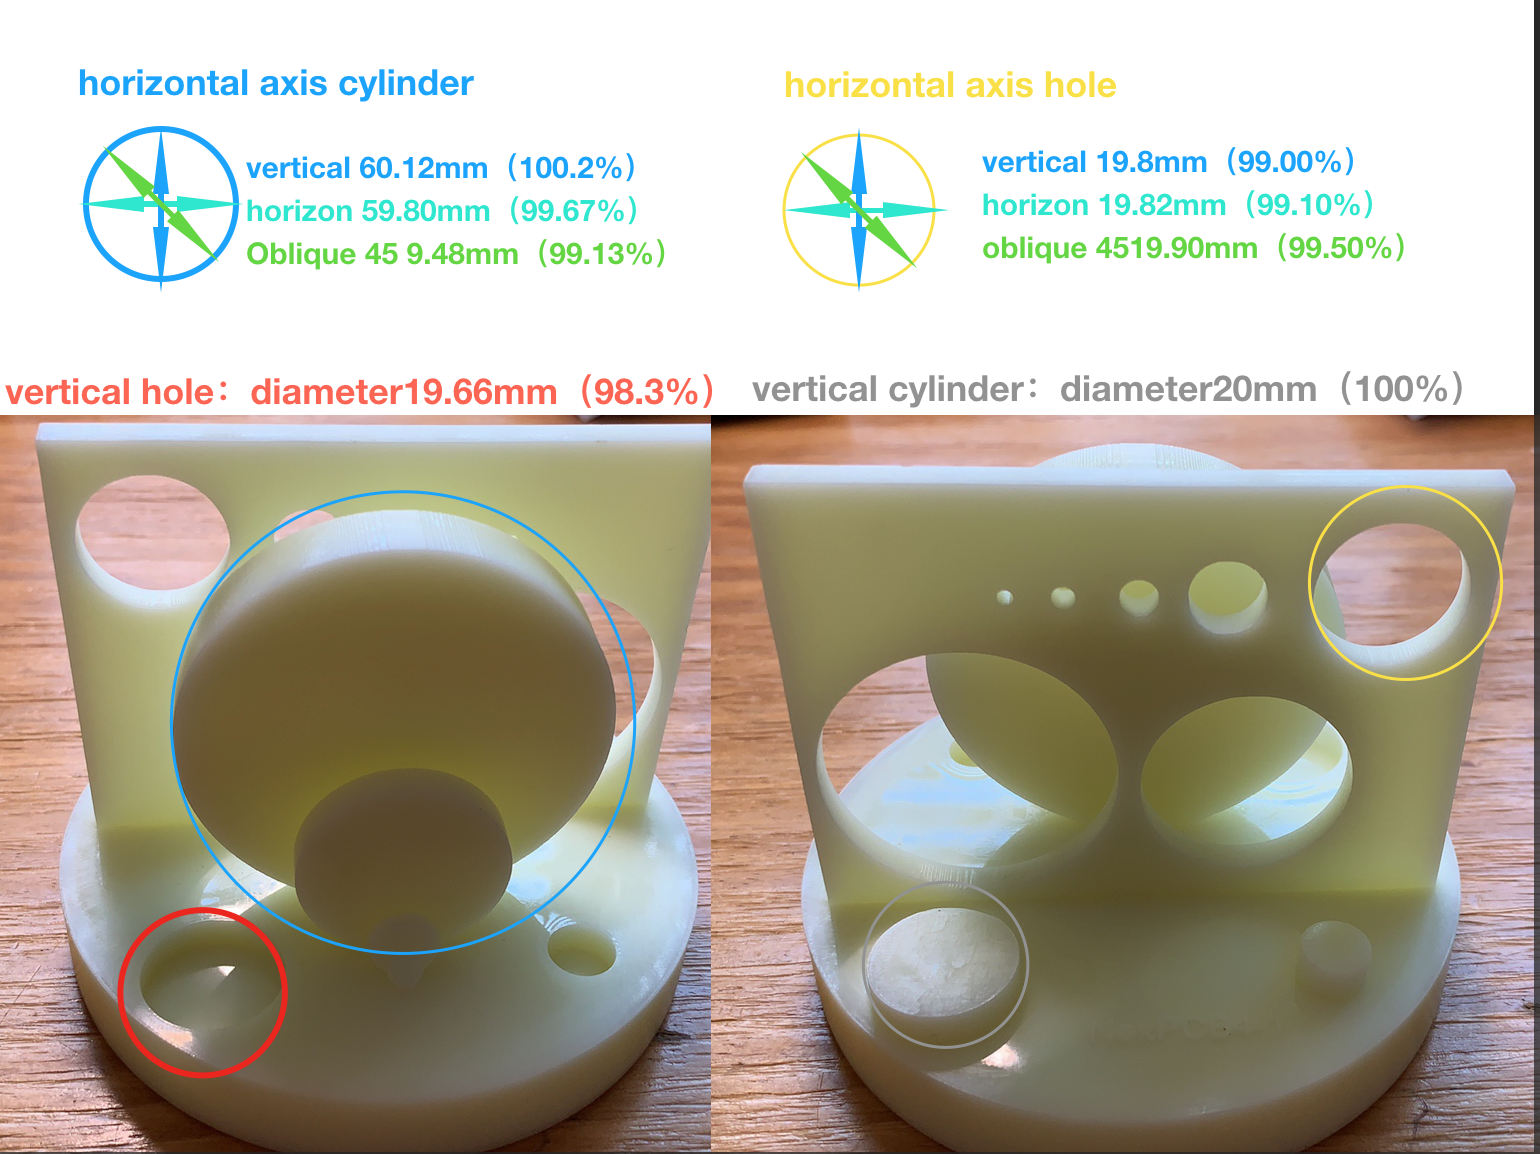 horizontal axis cylinder
vertical 60.12mm（100.2%）
horizon 59.80mm（99.67%）
Oblique 45 9.48mm（99.13%）
horizontal axis hole
vertical 19.8mm（99.00%）
horizon 19.82mm（99.10%）
oblique 4519.90mm（99.50%）
vertical hole：diameter19.66mm（98.3%）
vertical cylinder：diameter20mm（100%）